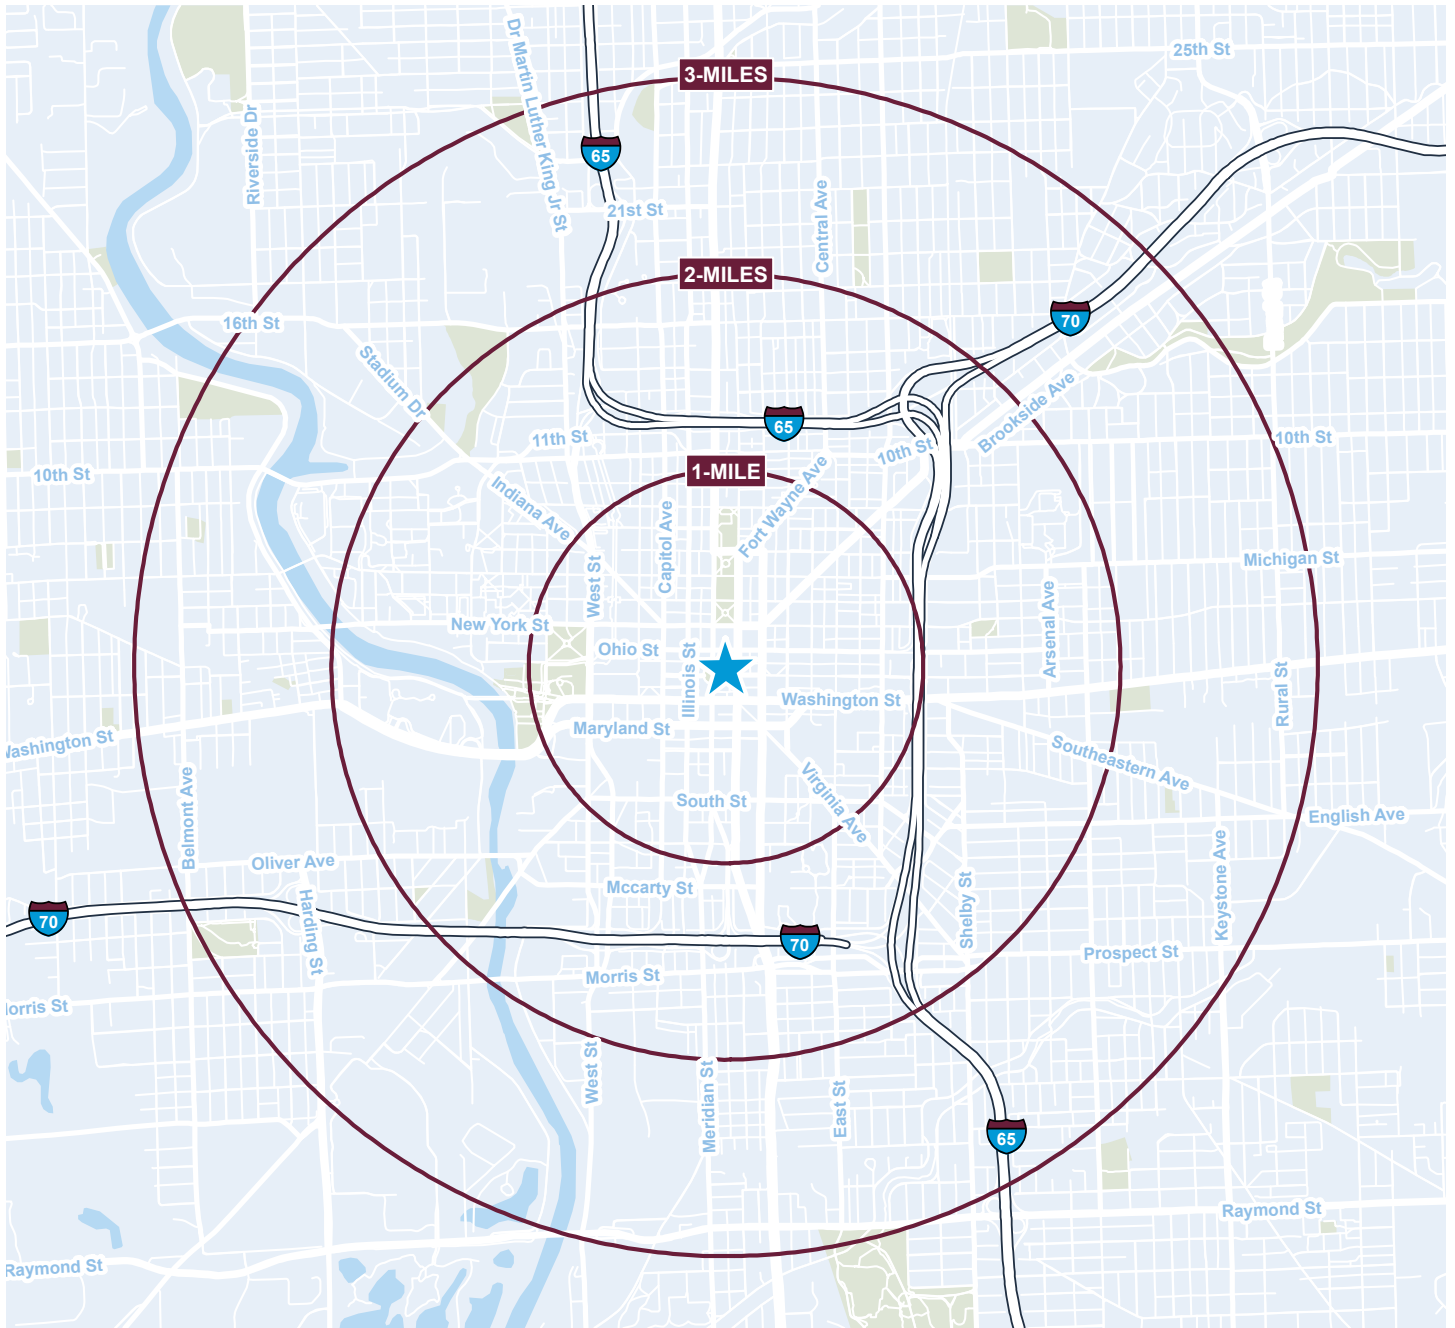 Dr Martin Luther King Jr St
25th St
3-MILES
Riverside Dr
65
Central Ave
21st St
2-MILES
70
16th St
Stadium Dr
Brookside Ave
65
11th St
10th St
10th St
10th St
1-MILE
Fort Wayne Ave
Indiana Ave
Capitol Ave
West St
Michigan St
Arsenal Ave
New York St
Ohio St
Illinois St
Rural St
Washington St
Maryland St
Washington St
Southeastern Ave
Belmont Ave
Virginia Ave
South St
English Ave
Keystone Ave
Oliver Ave
Mccarty St
Shelby St
Harding St
70
70
Prospect St
Morris St
orris St
West St
Meridian St
East St
65
Raymond St
Raymond St